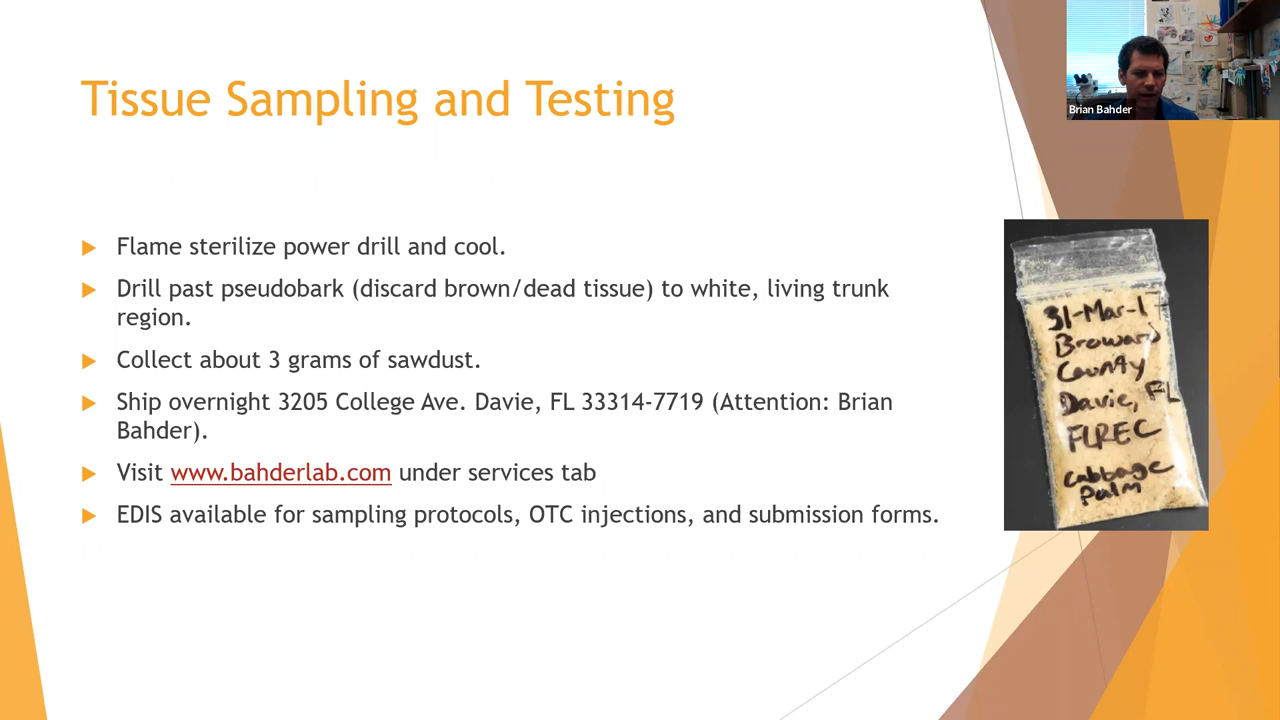 Brian Bahder
Tissue Sampling and Testing
Flame sterilize power drill and cool.
Drill past pseudobark (discard brown/dead tissue) to white, living trunk
region.
Collect about 3 grams of sawdust.
Ship overnight 3205 College Ave. Davie, FL 33314-7719 (Attention: Brian
Bahder).
Visit www.bahderlab.com under services tab
EDIS available for sampling protocols, OTC injections, and submission forms.
31-Mar-17
Broward
County
Davie, FL
FLREC
Cabbage
Palm